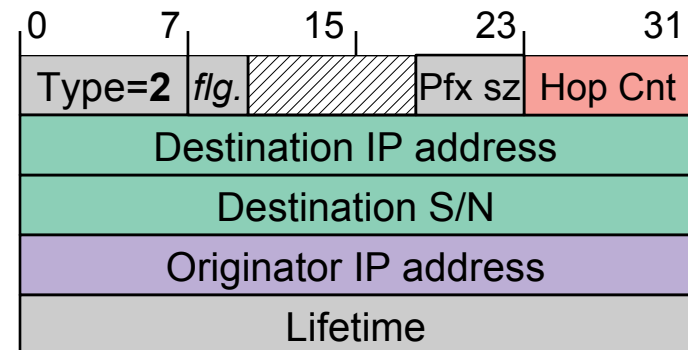 0 7 15 23 31
Type=2 flg. Pfx sz Hop Cnt
Destination IP address
Destination S/N
Originator IP address
Lifetime